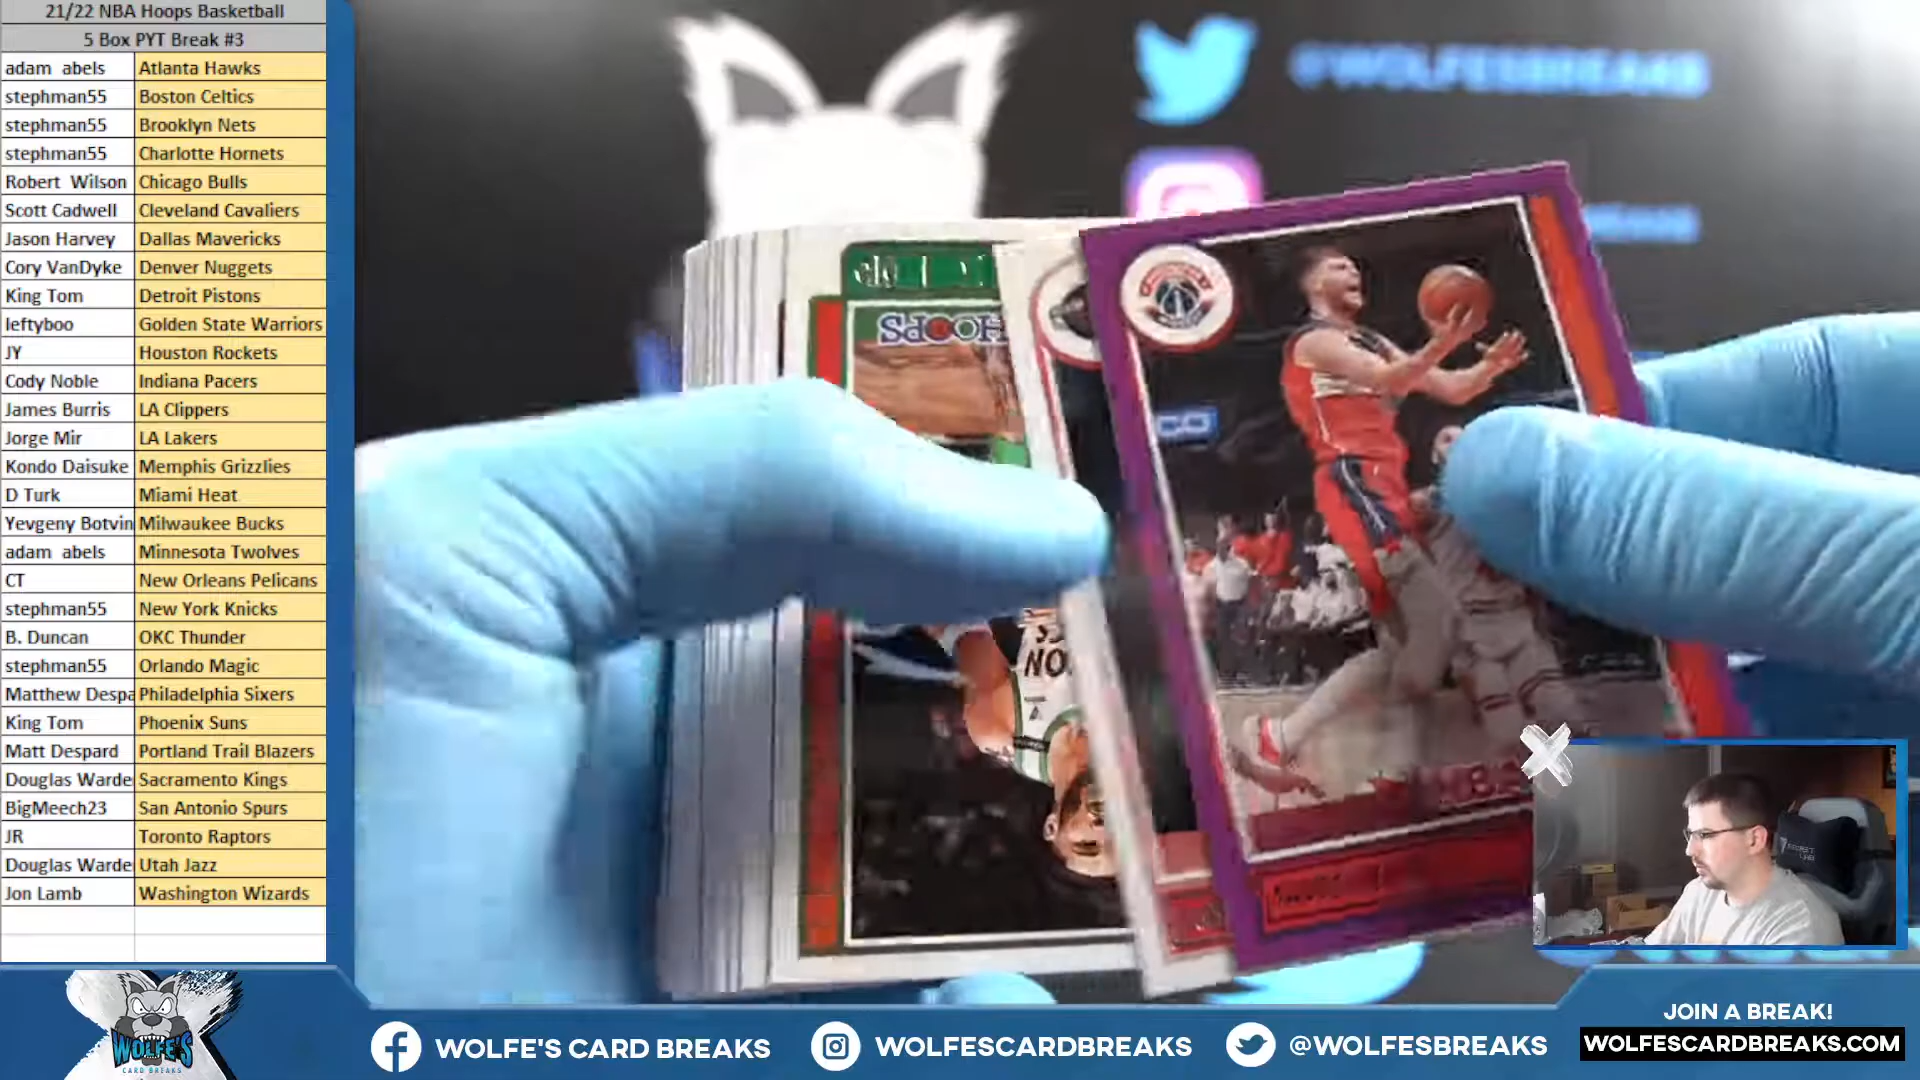 21/22 NBA Hoops Basketball
5 Box PYT Break #3
adam abels Atlanta Hawks
stephman55 Boston Celtics
stephman55 Brooklyn Nets
stephman55 Charlotte Hornets
Robert Wilson Chicago Bulls
Scott Cadwell Cleveland Cavaliers
Jason Harvey Dallas Mavericks
Cory VanDyke Denver Nuggets
King Tom Detroit Pistons
leftyboo Golden State Warriors
JY Houston Rockets
Cody Noble Indiana Pacers
James Burris LA Clippers
Jorge Mir LA Lakers
Kondo Daisuke Memphis Grizzlies
D Turk Miami Heat
Yevgeny Botvin Milwaukee Bucks
adam abels Minnesota Twolves
CT New Orleans Pelicans
stephman55 New York Knicks
B. Duncan OKC Thunder
stephman55 Orlando Magic
Matthew Despa Philadelphia Sixers
King Tom Phoenix Suns
Matt Despard Portland Trail Blazers
Douglas Warde Sacramento Kings
BigMeech23 San Antonio Spurs
JR Toronto Raptors
Douglas Warde Utah Jazz
Jon Lamb Washington Wizards
@WOLFESBREAKS
HOOPS
WOLFE'S
CARD BREAKS
WOLFE'S CARD BREAKS
WOLFESCARDBREAKS
@WOLFESBREAKS
JOIN A BREAK!
WOLFESCARDBREAKS.COM